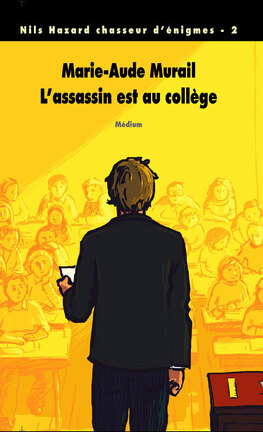 Nils Hazard chasseur d'énigmes - 2
Marie-Aude Murail
L'assassin est au collège
Médium